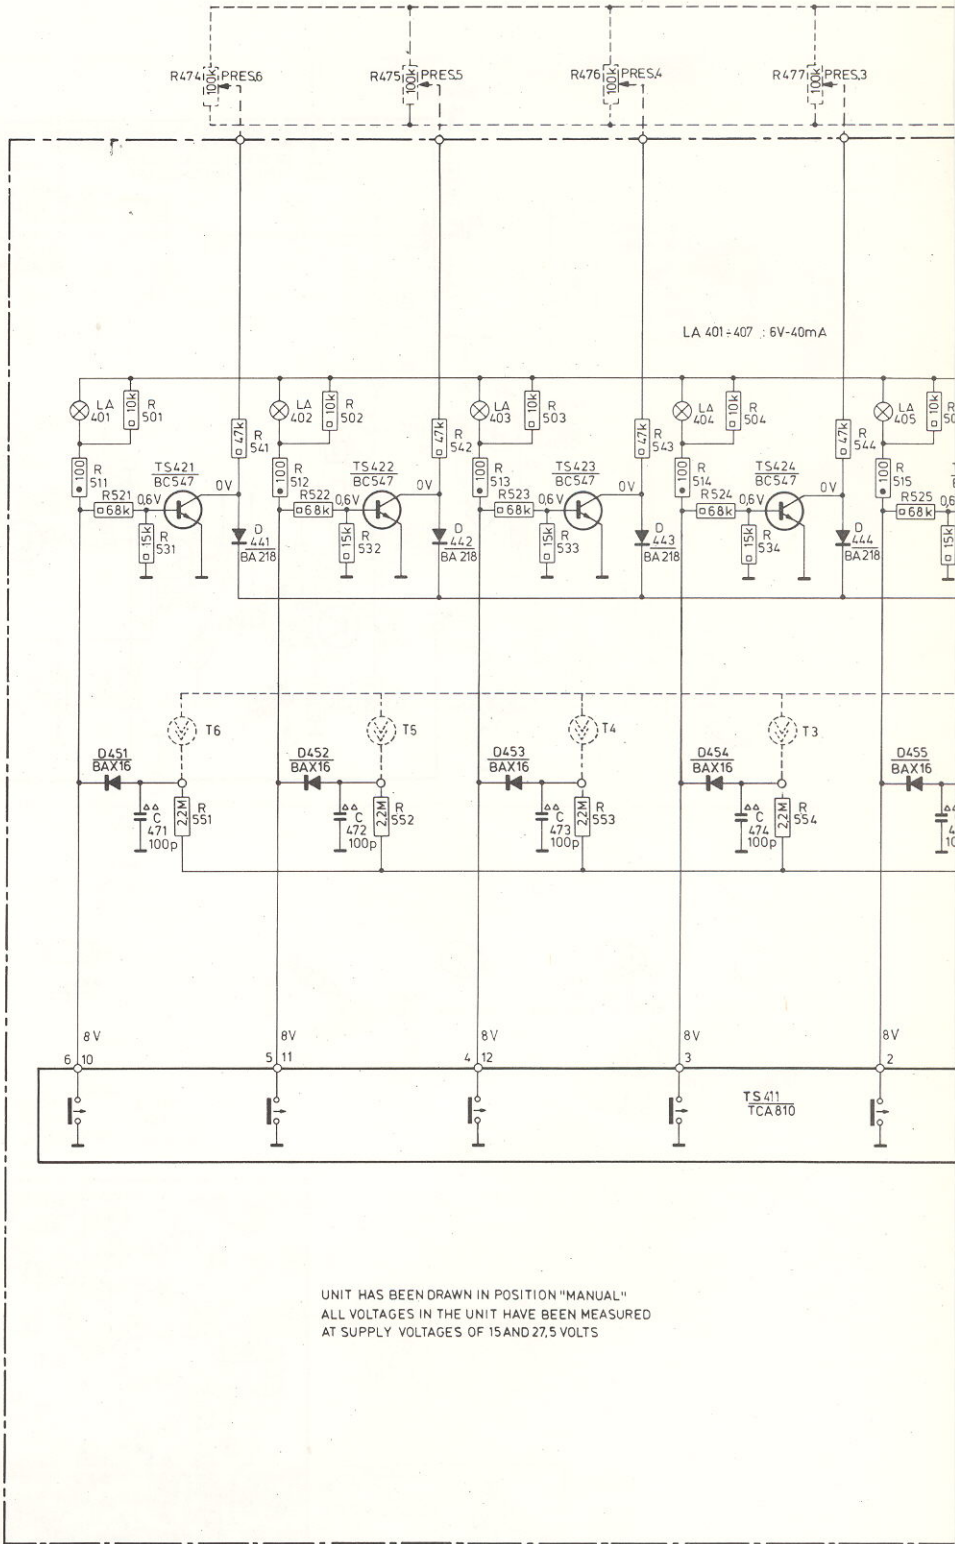 R474 100k PRES.6 R475 100k PRES.5 R476 100k PRES.4 R477 100k PRES.3
LA 401÷407 : 6V-40mA
LA 401 10k R 501 LA 402 10k R 502 LA 403 10k R 503 LA 404 10k R 504 LA 405 10k
47k R 541 47k R 542 47k R 543 47k R 544
100 R 511 TS421 BC547 0V 100 R 512 TS422 BC547 0V 100 R 513 TS423 BC547 0V 100 R 514 TS424 BC547 0V 100 R 515
R521 68k 0,6V R522 68k 0,6V R523 68k 0,6V R524 68k 0,6V R525 68k
15k R 531 D 441 BA218 15k R 532 D 442 BA218 15k R 533 D 443 BA218 15k R 534 D 444 BA218 15k
T6 T5 T4 T3
D451 BAX16 D452 BAX16 D453 BAX16 D454 BAX16 D455 BAX16
C 471 100p 2,2M R 551 C 472 100p 2,2M R 552 C 473 100p 2,2M R 553 C 474 100p 2,2M R 554
8V 8V 8V 8V 8V
6 10 5 11 4 12 3 2
TS411
TCA810
UNIT HAS BEEN DRAWN IN POSITION "MANUAL"
ALL VOLTAGES IN THE UNIT HAVE BEEN MEASURED
AT SUPPLY VOLTAGES OF 15 AND 27,5 VOLTS